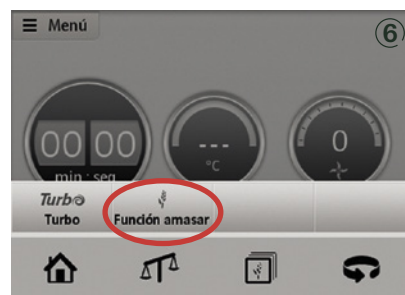 Menú
⑥
00 00
min : seg
---
°C
0
Turbo
Turbo
Función amasar